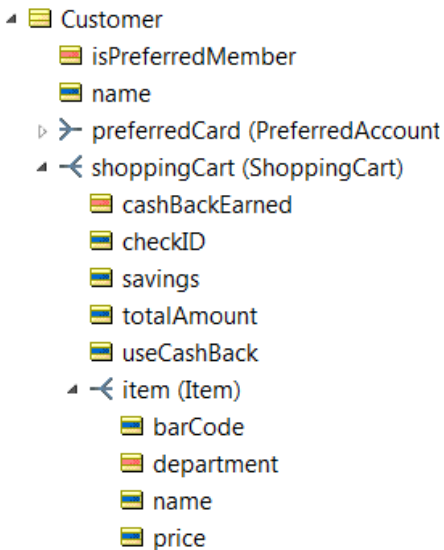 Customer
isPreferredMember
name
preferredCard (PreferredAccount
shoppingCart (ShoppingCart)
cashBackEarned
checkID
savings
totalAmount
useCashBack
item (Item)
barCode
department
name
price